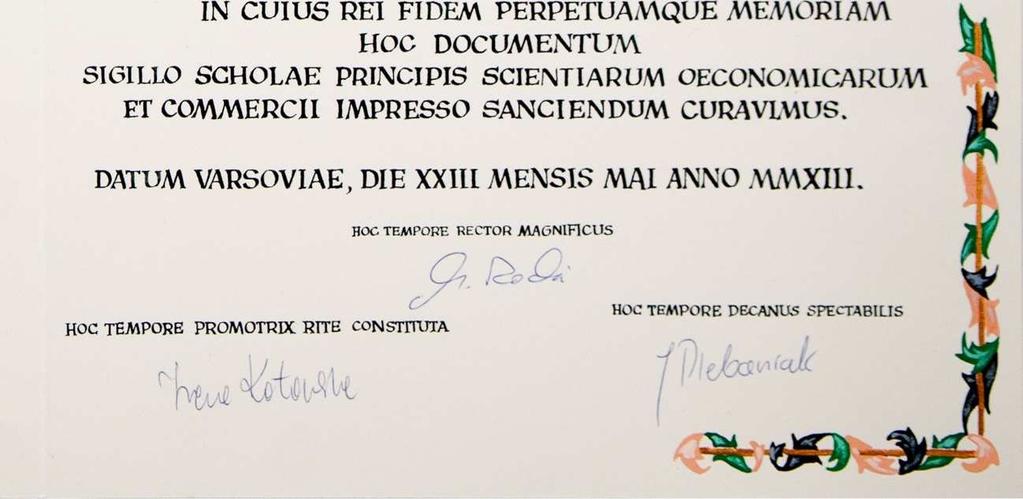 IN CUIUS REI FIDEM PERPETUAMQUE MEMORIAM
HOC DOCUMENTUM
SIGILLO SCHOLAE PRINCIPIS SCIENTIARUM OECONOMICARUM
ET COMMERCII IMPRESSO SANCIENDUM CURAVIMUS.
DATUM VARSOVIAE, DIE XXIII MENSIS MAI ANNO MMXIII.
HOC TEMPORE RECTOR MAGNIFICUS
HOC TEMPORE DECANUS SPECTABILIS
HOC TEMPORE PROMOTRIX RITE CONSTITUTA
J Plebaniak
Irena Kotowska